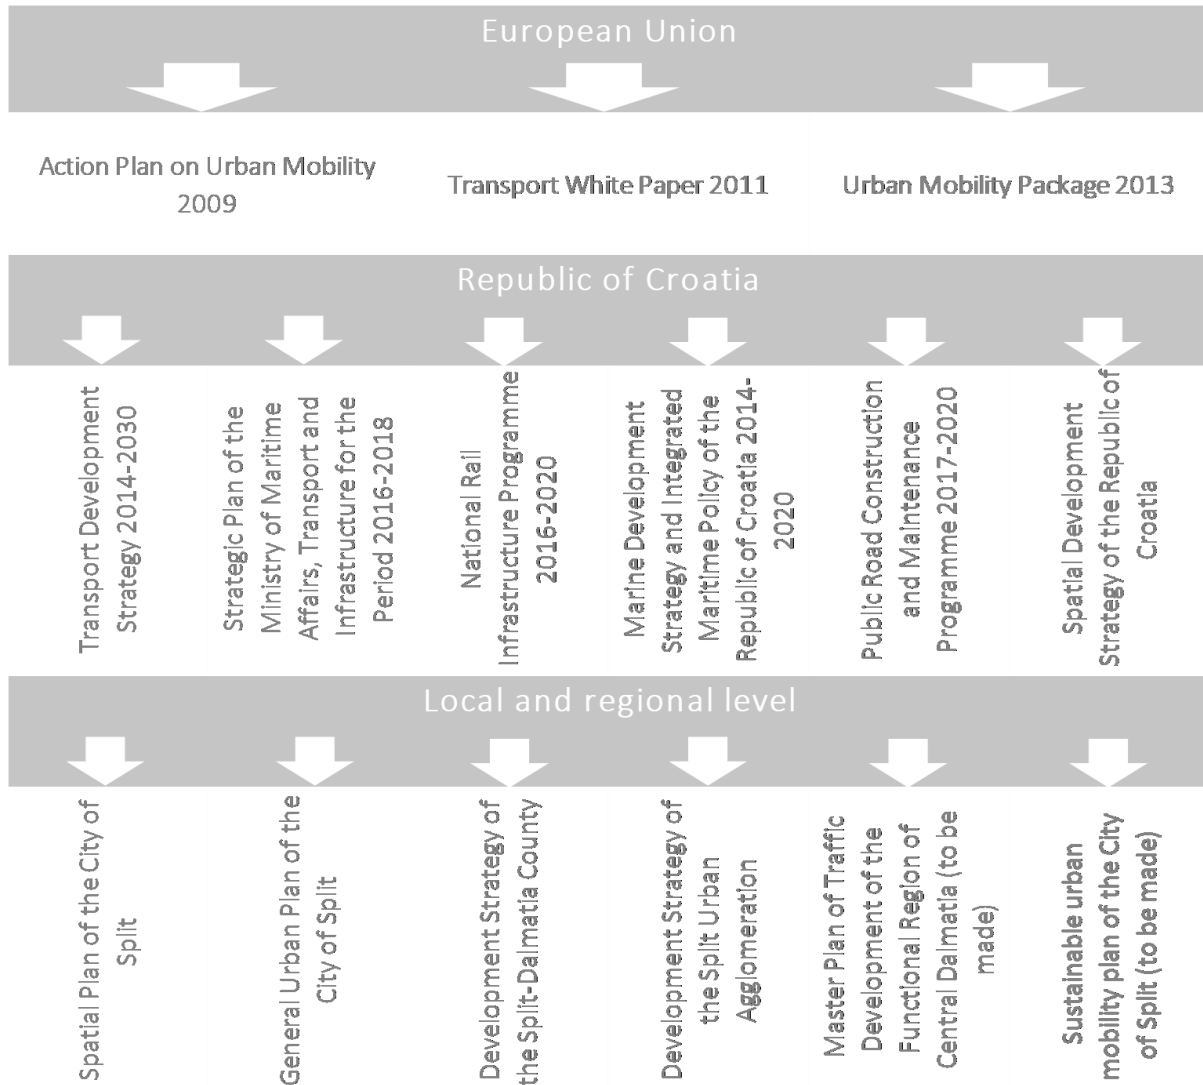 European Union
Action Plan on Urban Mobility
2009
Transport White Paper 2011
Urban Mobility Package 2013
Republic of Croatia
Transport Development
Strategy 2014-2030
Strategic Plan of the
Ministry of Maritime
Affairs, Transport and
Infrastructure for the
Period 2016-2018
National Rail
Infrastructure Programme
2016-2020
Marine Development
Strategy and Integrated
Maritime Policy of the
Republic of Croatia 2014-
2020
Public Road Construction
and Maintenance
Programme 2017-2020
Spatial Development
Strategy of the Republic of
Croatia
Local and regional level
Spatial Plan of the City of
Split
General Urban Plan of the
City of Split
Development Strategy of
the Split-Dalmatia County
Development Strategy of
the Split Urban
Agglomeration
Master Plan of Traffic
Development of the
Functional Region of
Central Dalmatia (to be
made)
Sustainable urban
mobility plan of the City
of Split (to be made)